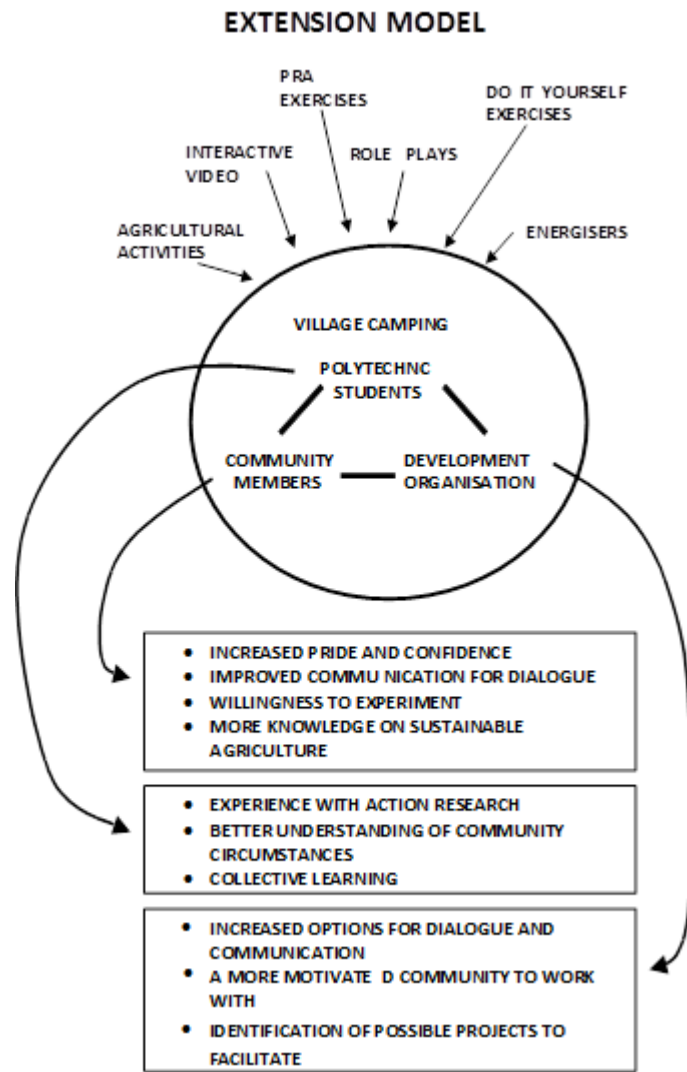 EXTENSION MODEL
PRA
EXERCISES
DO IT YOURSELF
EXERCISES
INTERACTIVE
VIDEO
ROLE PLAYS
AGRICULTURAL
ACTIVITIES
ENERGISERS
VILLAGE CAMPING
POLYTECHNC
STUDENTS
COMMUNITY
MEMBERS
DEVELOPMENT
ORGANISATION
• INCREASED PRIDE AND CONFIDENCE
• IMPROVED COMMU NICATION FOR DIALOGUE
• WILLINGNESS TO EXPERIMENT
• MORE KNOWLEDGE ON SUSTAINABLE
AGRICULTURE
• EXPERIENCE WITH ACTION RESEARCH
• BETTER UNDERSTANDING OF COMMUNITY
CIRCUMSTANCES
• COLLECTIVE LEARNING
• INCREASED OPTIONS FOR DIALOGUE AND
COMMUNICATION
• A MORE MOTIVATE D COMMUNITY TO WORK
WITH
• IDENTIFICATION OF POSSIBLE PROJECTS TO
FACILITATE